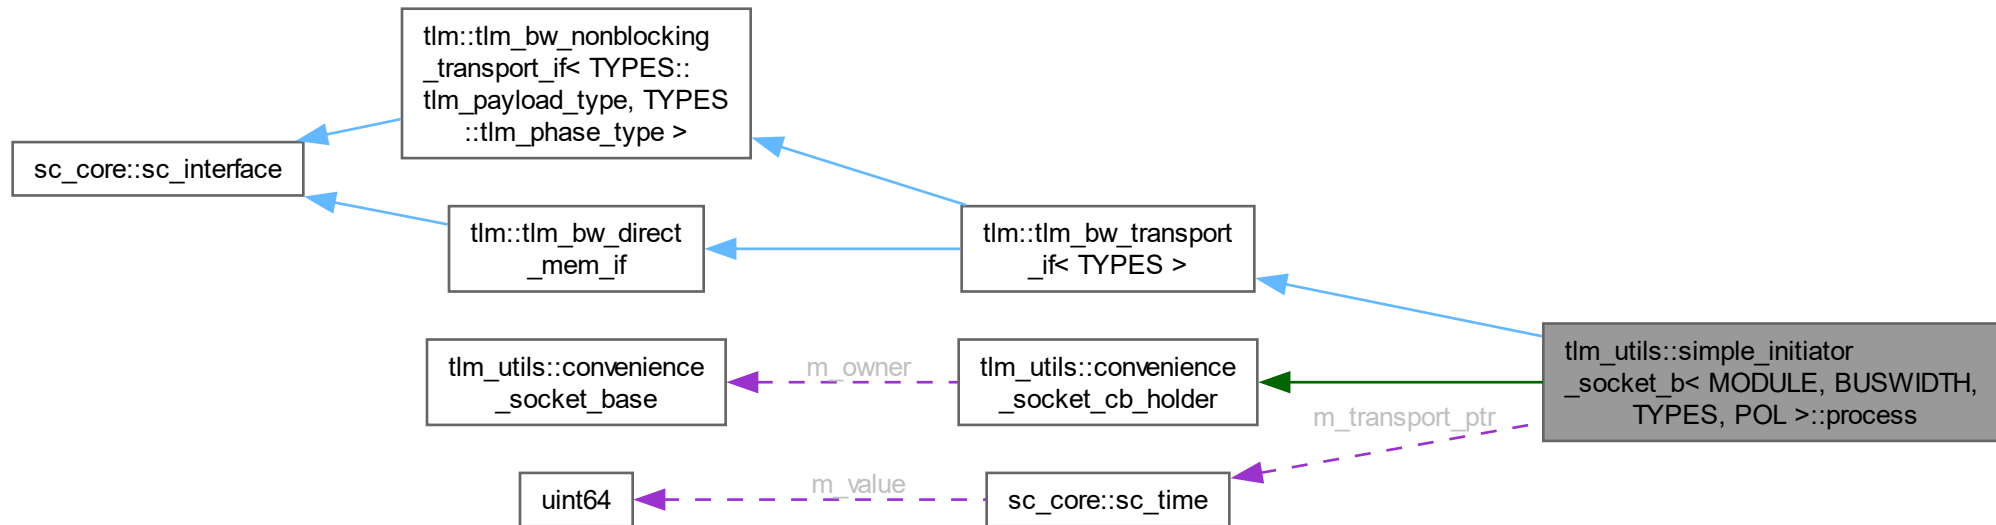 tlm::tlm_bw_nonblocking
_transport_if< TYPES::
tlm_payload_type, TYPES
::tlm_phase_type >
sc_core::sc_interface
tlm::tlm_bw_direct
_mem_if
tlm::tlm_bw_transport
_if< TYPES >
tlm_utils::convenience
_socket_base
m_owner
tlm_utils::convenience
_socket_cb_holder
tlm_utils::simple_initiator
_socket_b< MODULE, BUSWIDTH,
TYPES, POL >::process
m_transport_ptr
uint64
m_value
sc_core::sc_time